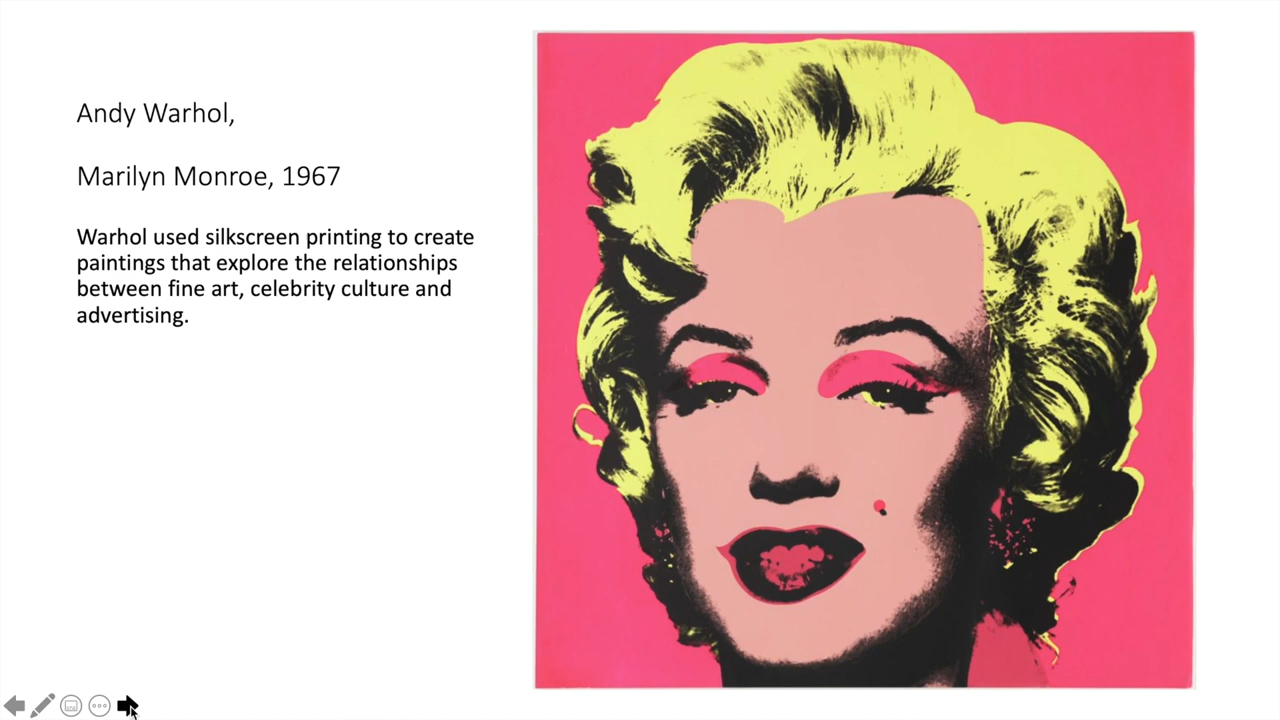 Andy Warhol,
Marilyn Monroe, 1967
Warhol used silkscreen printing to create
paintings that explore the relationships
between fine art, celebrity culture and
advertising.